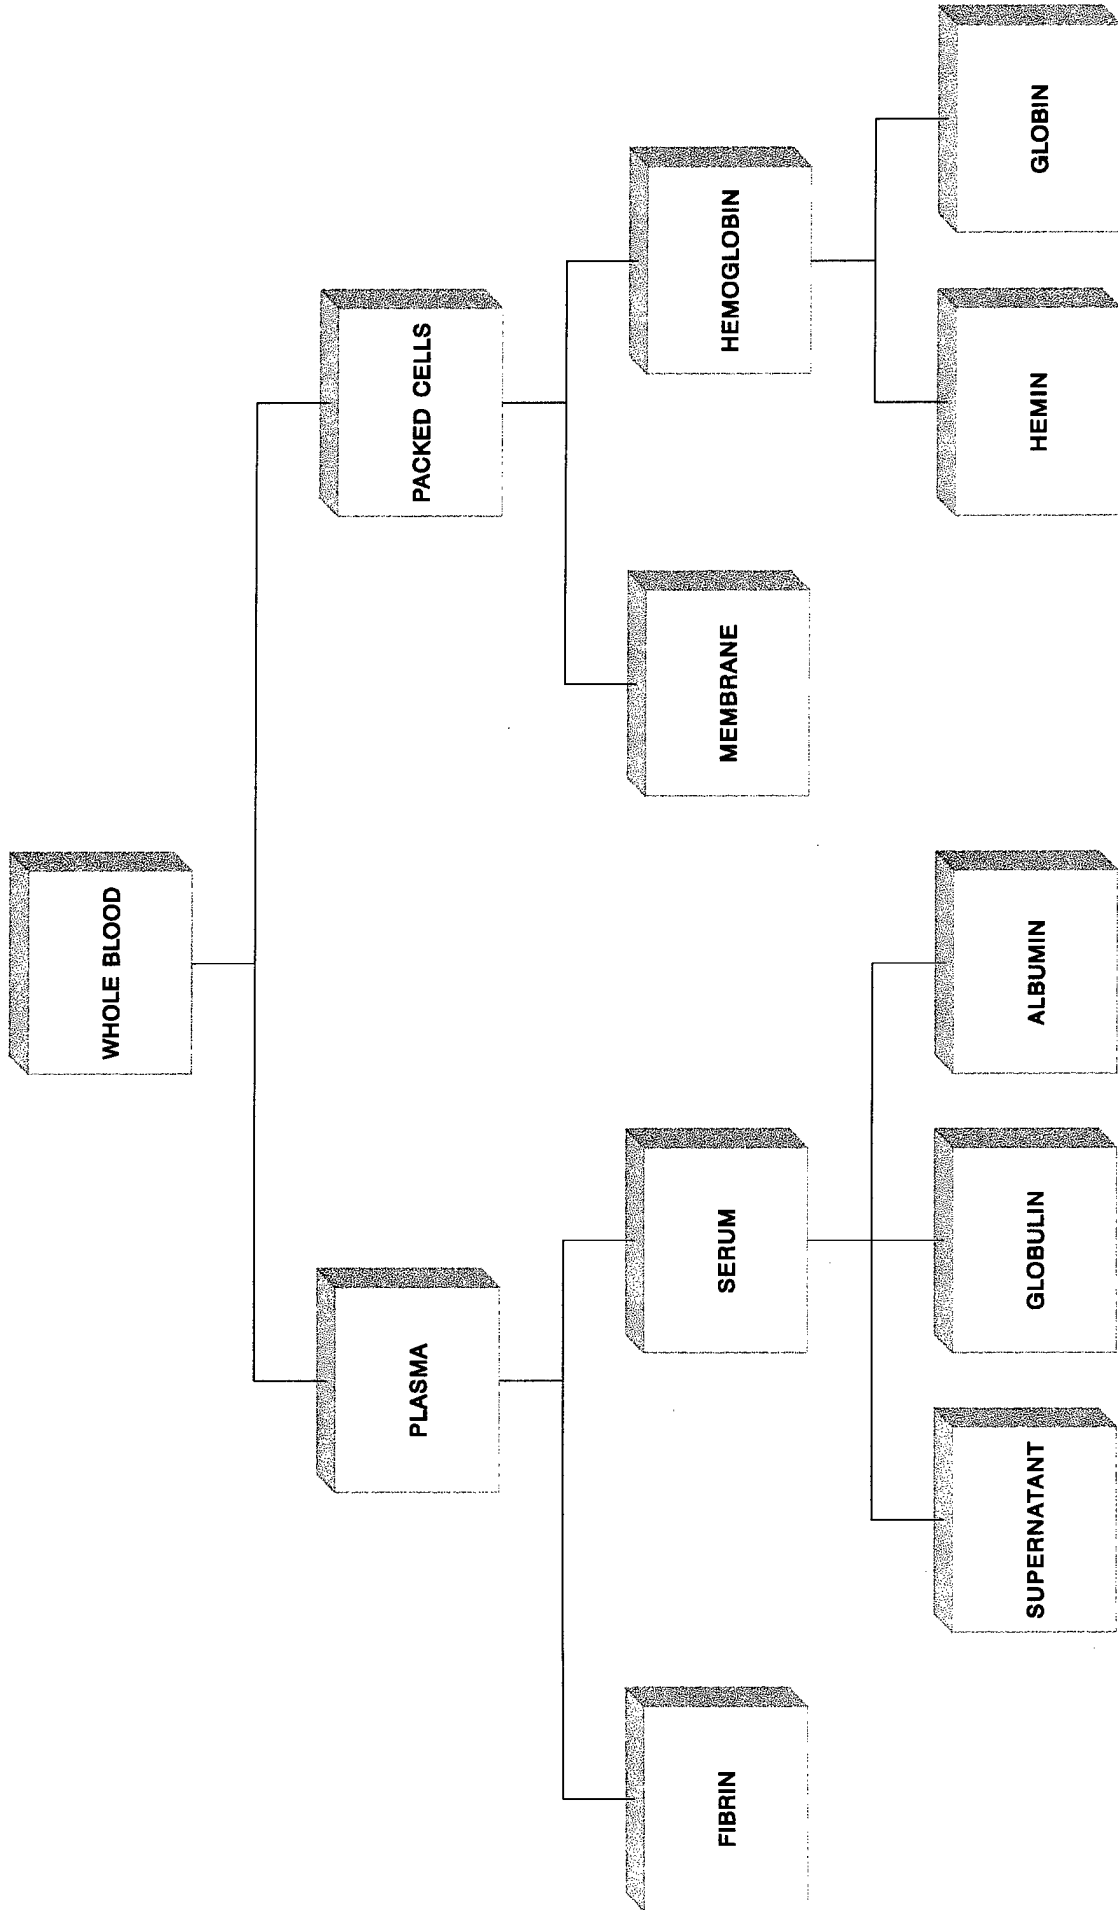 WHOLE BLOOD
PLASMA
PACKED CELLS
FIBRIN
SERUM
MEMBRANE
HEMOGLOBIN
SUPERNATANT
GLOBULIN
ALBUMIN
HEMIN
GLOBIN